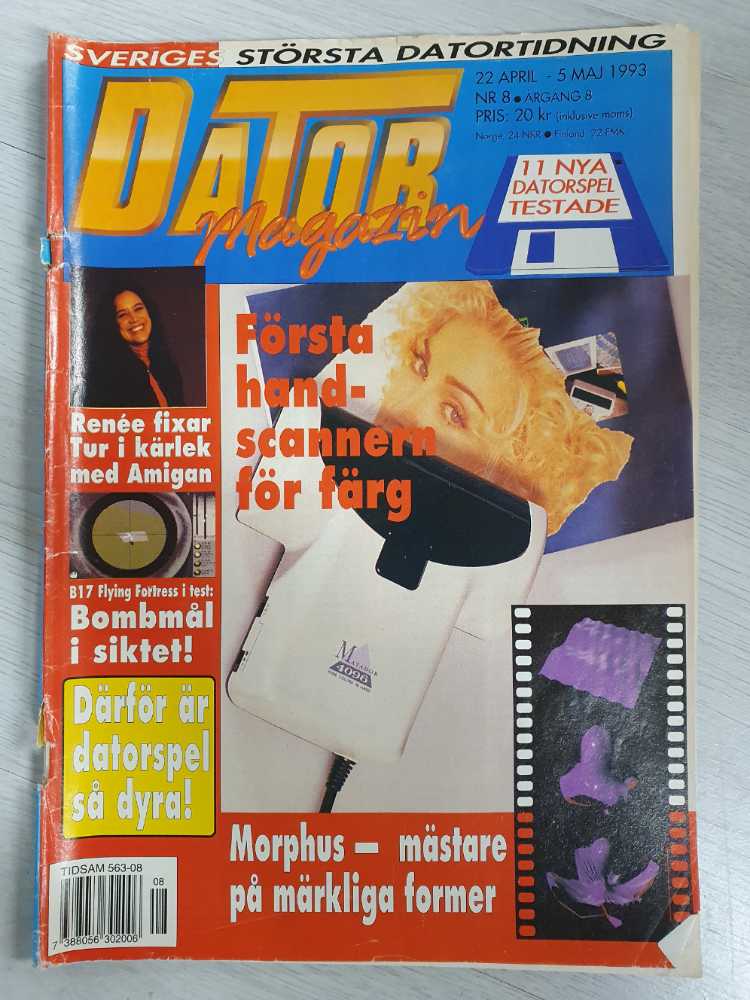 SVERIGES STÖRSTA DATORTIDNING
DATOR
Magazin
22 APRIL - 5 MAJ 1993
NR 8 • ÅRGÅNG 8
PRIS: 20 kr (inklusive moms)
Norge, 24 NKR • Finland 22 FMK
11 NYA
DATORSPEL
TESTADE
Renée fixar
Tur i kärlek
med Amigan
B17 Flying Fortress i test:
Bombmål
i siktet!
Därför är
datorspel
så dyra!
Första
hand-
scannern
för färg
MATADOR
4096
Morphus – mästare
på märkliga former
TIDSAM 563-08
08
7 388056 302006